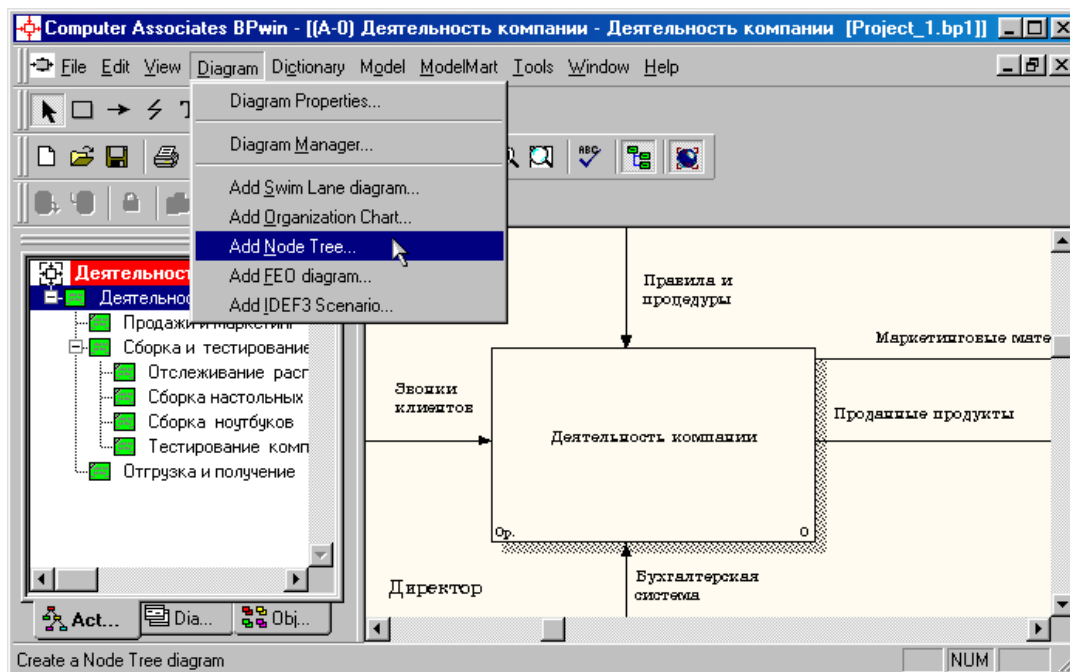 Computer Associates BPwin - [(A-0) Деятельность компании - Деятельность компании [Project_1.bp1]]
File Edit View Diagram Dictionary Model ModelMart Tools Window Help
Diagram Properties...
Diagram Manager...
Add Swim Lane diagram...
Add Organization Chart...
Add Node Tree...
Add FEO diagram...
Add IDEF3 Scenario...
ABC
Деятельност
Деятельнос
Продажи и маркетинг
Сборка и тестирование
Отслеживание расп
Сборка настольных
Сборка ноутбуков
Тестирование комп
Отгрузка и получение
Act... Dia... Obj...
Правила и
процедуры
Маркетинговые мате
Звонки
клиентов
Проданные продукты
Деятельность компании
0р. 0
Директор
Бухгалтерская
система
Create a Node Tree diagram NUM